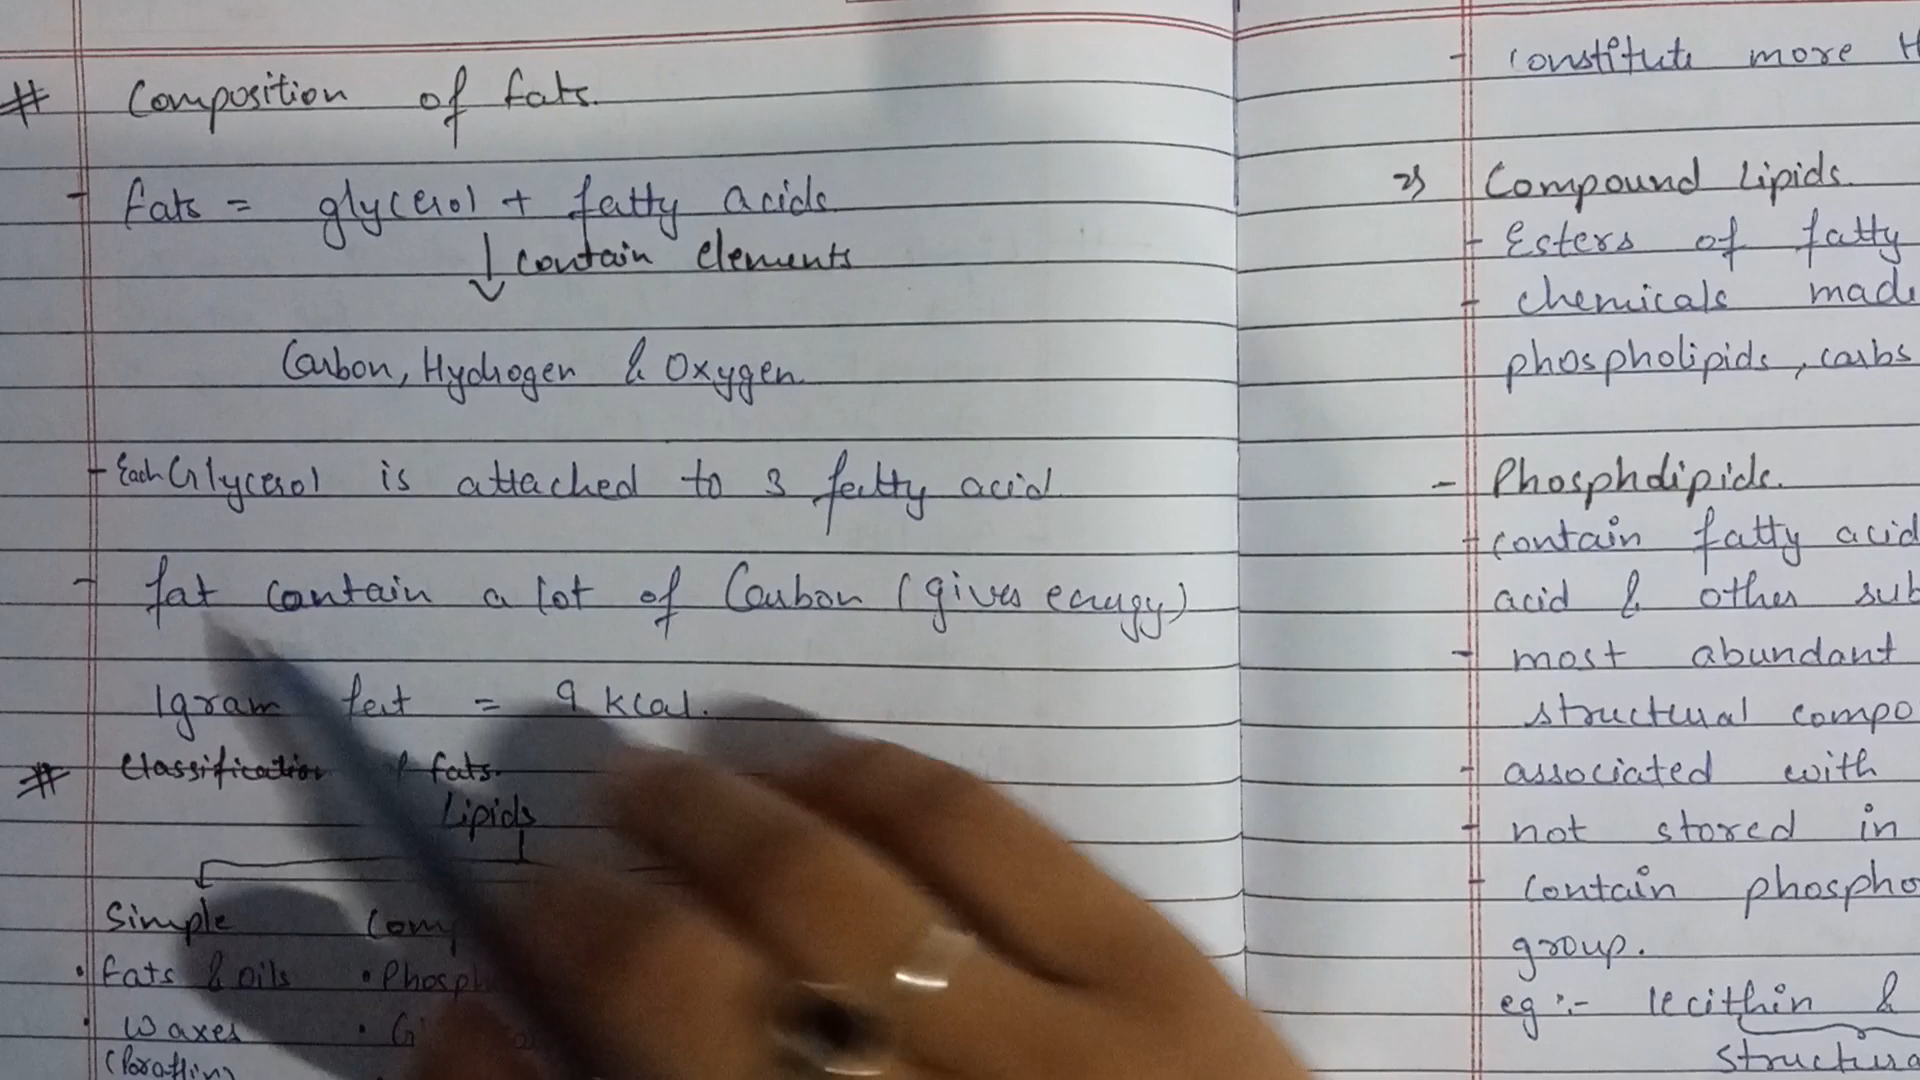 # Composition of fats.
- fats = glycerol + fatty acids
↓ contain elements
Carbon, Hydrogen & Oxygen.
- Each Glycerol is attached to 3 fatty acid
- fat contain a lot of Carbon (gives energy)
1gram fat = 9 kcal.
# Classification of fats.
Lipids
Simple
• fats & oils
• waxes
(Paraffin)
- constitute more
2) Compound Lipids.
- Esters of fatty
- chemicals made
phospholipids, carbs
- Phospholipids.
- contain fatty acid
acid & other sub
- most abundant
structural compo
- associated with
- not stored in
- contain phospho
group.
eg :- lecithin &
structura